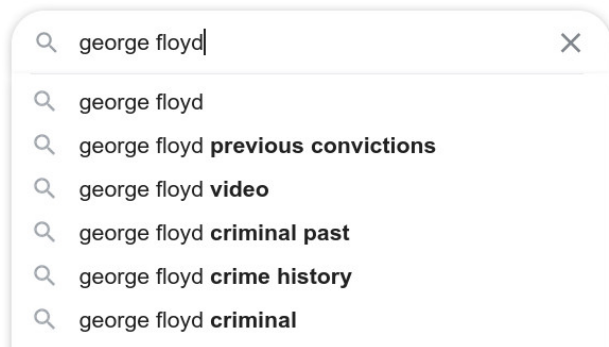 george floyd
george floyd
george floyd previous convictions
george floyd video
george floyd criminal past
george floyd crime history
george floyd criminal